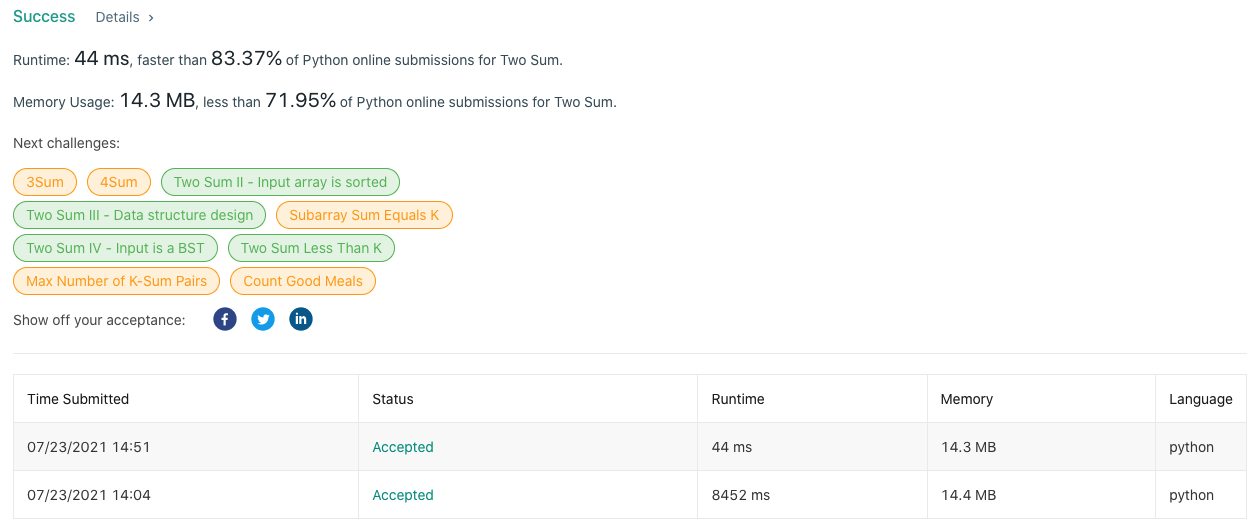 Success Details >
Runtime: 44 ms, faster than 83.37% of Python online submissions for Two Sum.
Memory Usage: 14.3 MB, less than 71.95% of Python online submissions for Two Sum.
Next challenges:
3Sum 4Sum Two Sum II - Input array is sorted
Two Sum III - Data structure design Subarray Sum Equals K
Two Sum IV - Input is a BST Two Sum Less Than K
Max Number of K-Sum Pairs Count Good Meals
Show off your acceptance: f in
Time Submitted Status Runtime Memory Language
07/23/2021 14:51 Accepted 44 ms 14.3 MB python
07/23/2021 14:04 Accepted 8452 ms 14.4 MB python